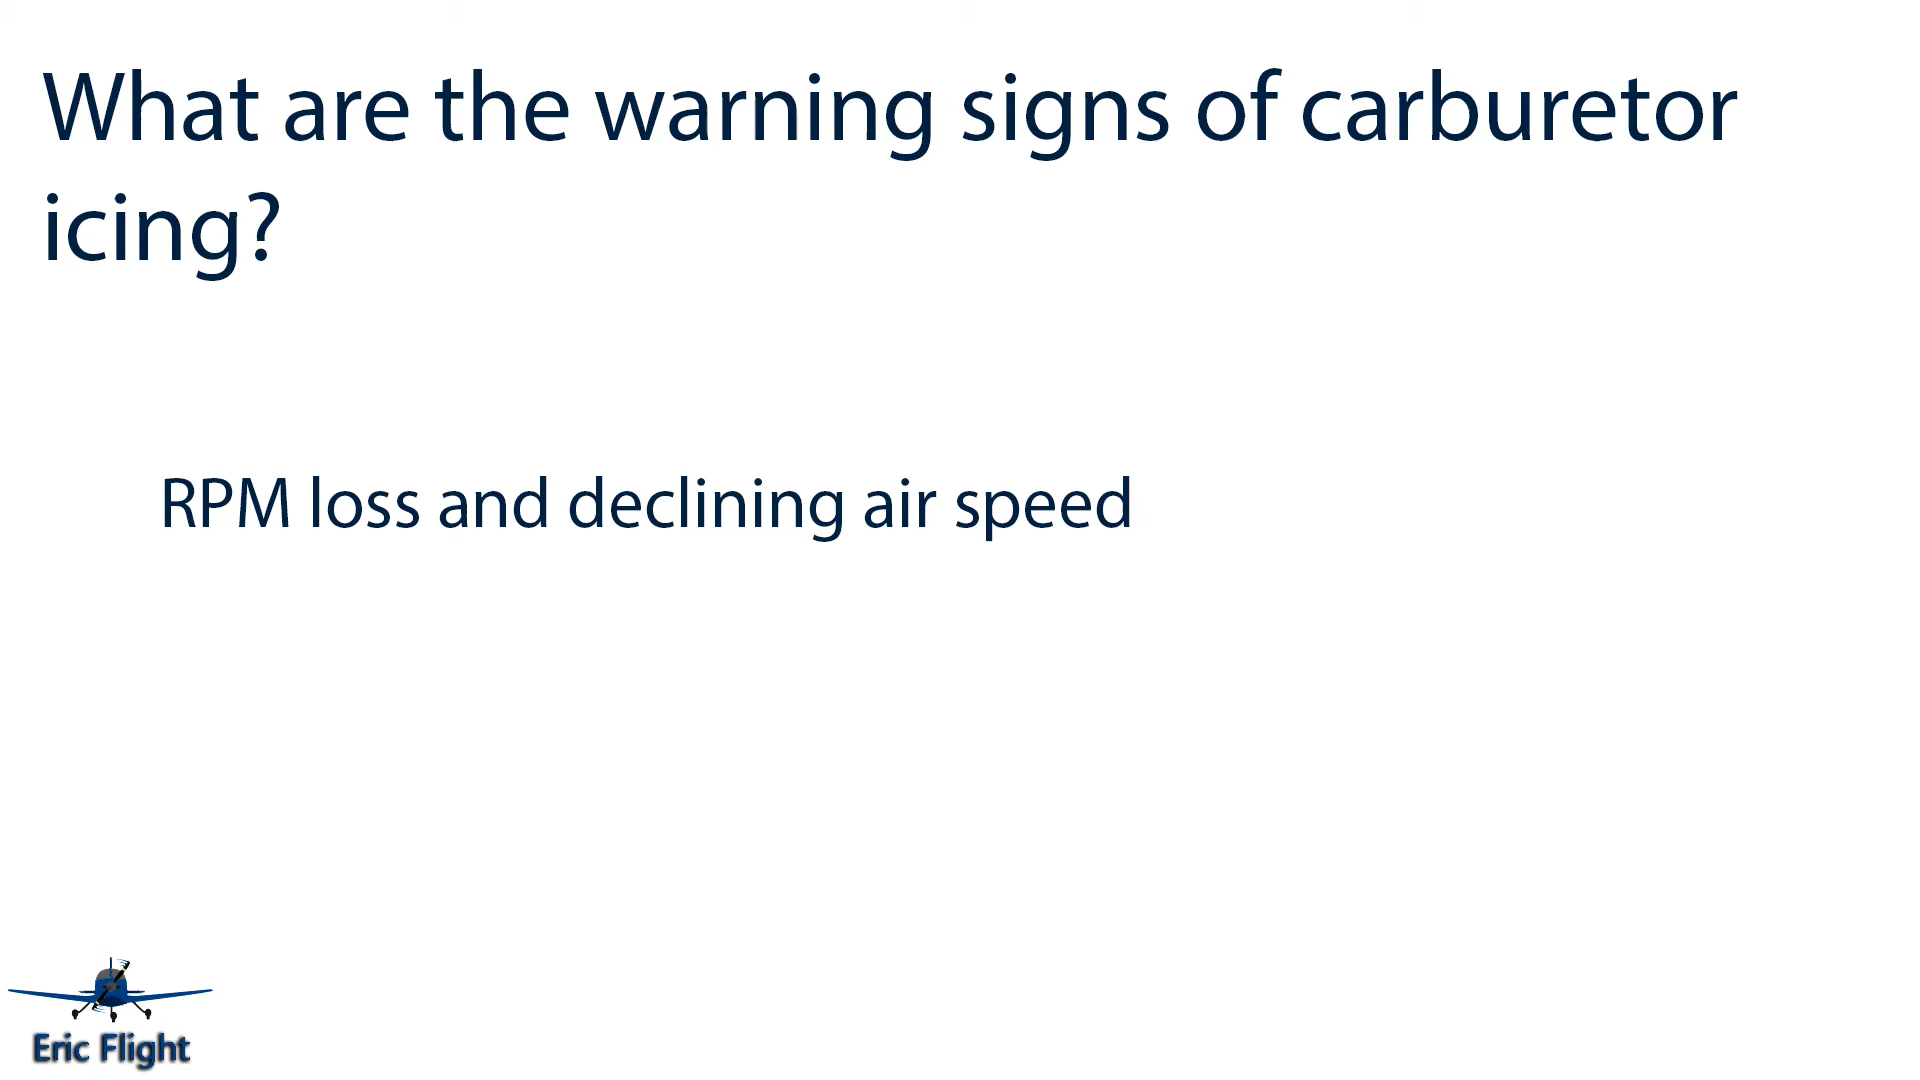 What are the warning signs of carburetor
icing?
RPM loss and declining air speed
Eric Flight